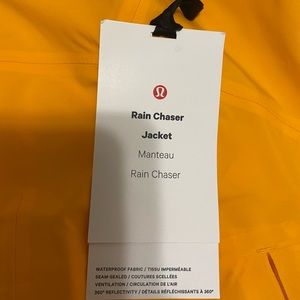 Rain Chaser
Jacket
Manteau
Rain Chaser
WATERPROOF FABRIC / TISSU IMPERMÉABLE
SEAM-SEALED / COUTURES SCELLÉES
VENTILATION / CIRCULATION DE L'AIR
360° REFLECTIVITY / DÉTAILS RÉFLÉCHISSANTS À 360°